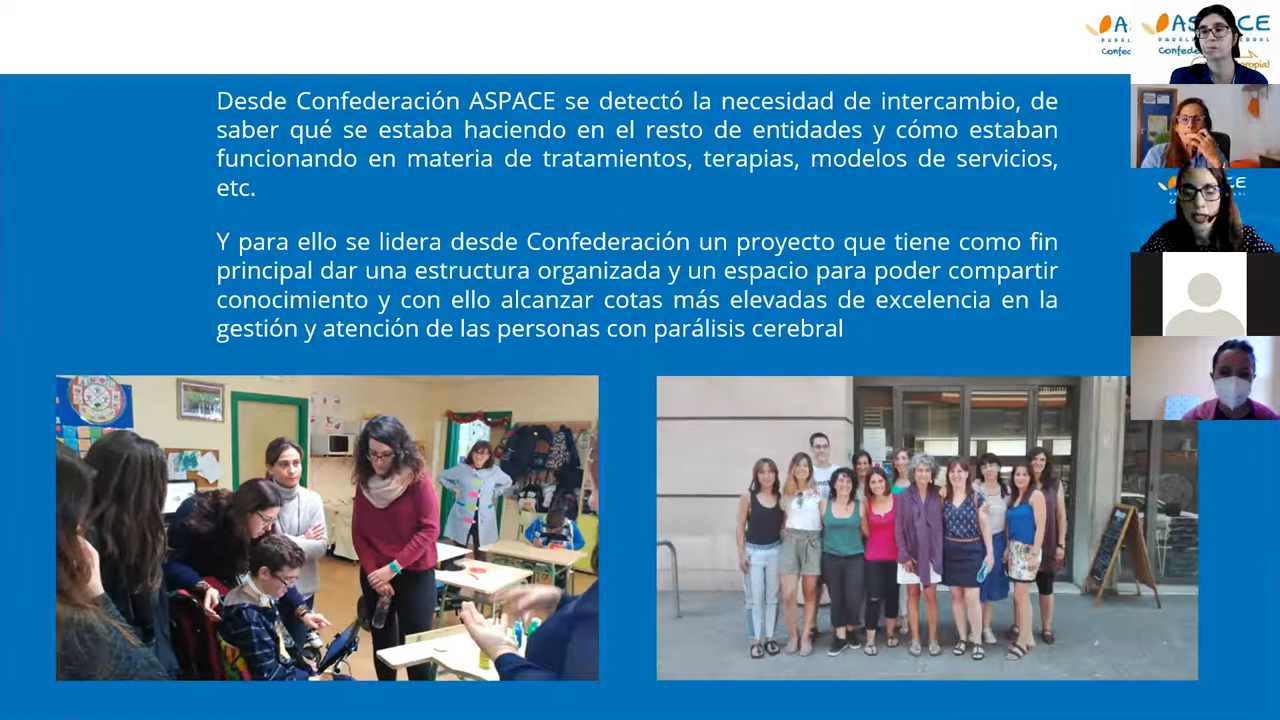 Desde Confederación ASPACE se detectó la necesidad de intercambio, de
saber qué se estaba haciendo en el resto de entidades y cómo estaban
funcionando en materia de tratamientos, terapias, modelos de servicios,
etc.
Y para ello se lidera desde Confederación un proyecto que tiene como fin
principal dar una estructura organizada y un espacio para poder compartir
conocimiento y con ello alcanzar cotas más elevadas de excelencia en la
gestión y atención de las personas con parálisis cerebral